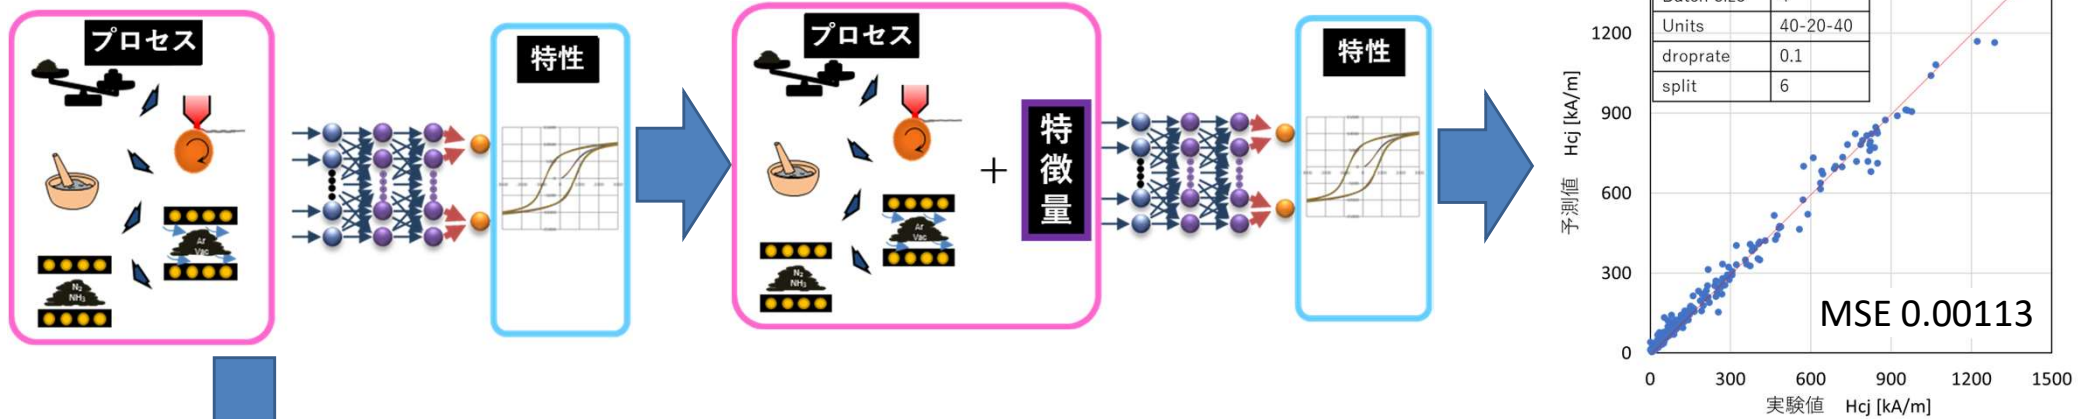 プロセス
Ar
Vac
N₂
NH₃
特性
プロセス
Ar
Vac
N₂
NH₃
+
特徴量
特性
Units 40-20-40
droprate 0.1
split 6
予測値 Hcj [kA/m]
1200
900
600
300
0
MSE 0.00113
0 300 600 900 1200 1500
実験値 Hcj [kA/m]